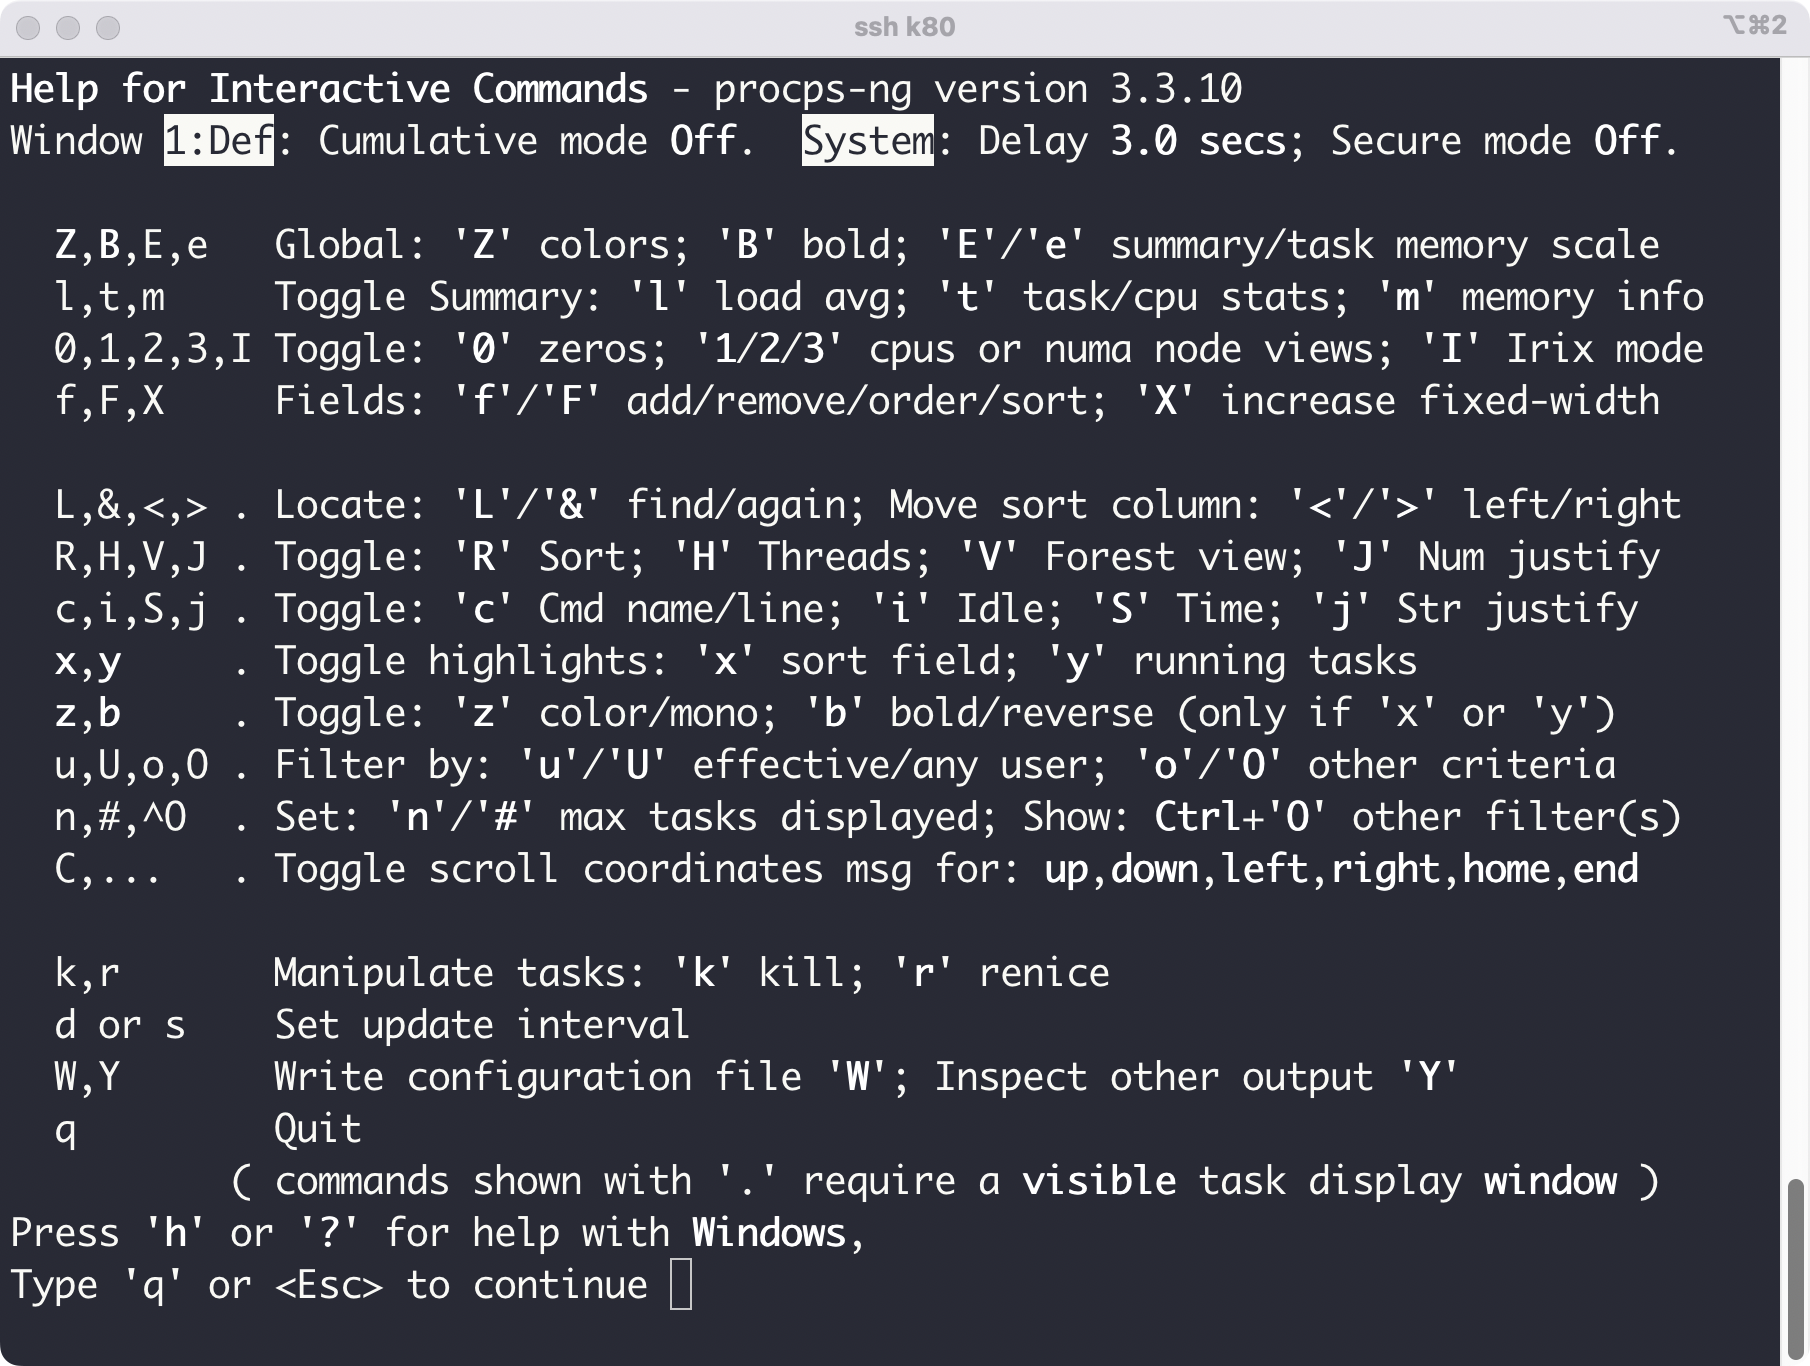 ssh k80 ⌥⌘2
Help for Interactive Commands - procps-ng version 3.3.10
Window 1:Def: Cumulative mode Off.  System: Delay 3.0 secs; Secure mode Off.

  Z,B,E,e   Global: 'Z' colors; 'B' bold; 'E'/'e' summary/task memory scale
  l,t,m     Toggle Summary: 'l' load avg; 't' task/cpu stats; 'm' memory info
  0,1,2,3,I Toggle: '0' zeros; '1/2/3' cpus or numa node views; 'I' Irix mode
  f,F,X     Fields: 'f'/'F' add/remove/order/sort; 'X' increase fixed-width

  L,&,<,> . Locate: 'L'/'&' find/again; Move sort column: '<'/'>' left/right
  R,H,V,J . Toggle: 'R' Sort; 'H' Threads; 'V' Forest view; 'J' Num justify
  c,i,S,j . Toggle: 'c' Cmd name/line; 'i' Idle; 'S' Time; 'j' Str justify
  x,y     . Toggle highlights: 'x' sort field; 'y' running tasks
  z,b     . Toggle: 'z' color/mono; 'b' bold/reverse (only if 'x' or 'y')
  u,U,o,O . Filter by: 'u'/'U' effective/any user; 'o'/'O' other criteria
  n,#,^O  . Set: 'n'/'#' max tasks displayed; Show: Ctrl+'O' other filter(s)
  C,...   . Toggle scroll coordinates msg for: up,down,left,right,home,end

  k,r       Manipulate tasks: 'k' kill; 'r' renice
  d or s    Set update interval
  W,Y       Write configuration file 'W'; Inspect other output 'Y'
  q         Quit
          ( commands shown with '.' require a visible task display window )
Press 'h' or '?' for help with Windows,
Type 'q' or <Esc> to continue